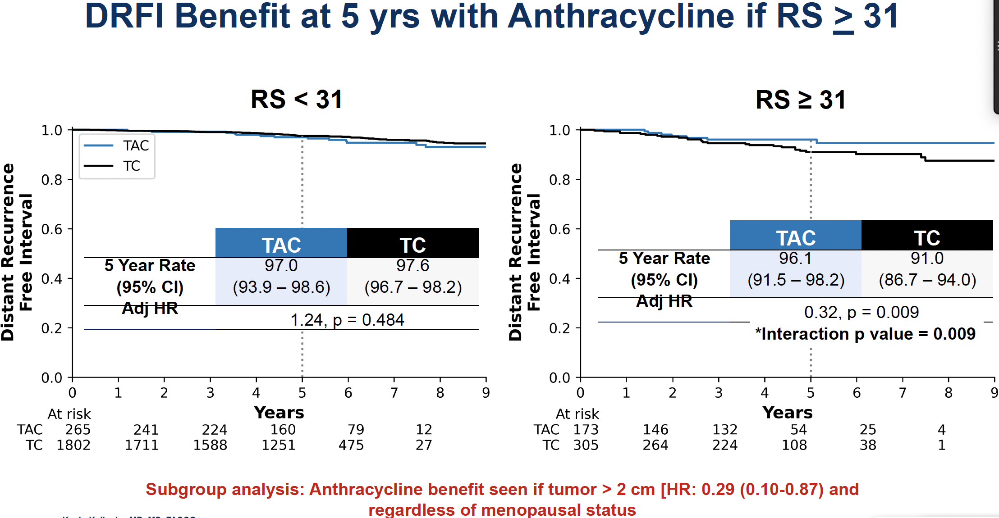 DRFI Benefit at 5 yrs with Anthracycline if RS ≥ 31
RS < 31
1.0
0.8
0.6
0.4
0.2
0.0
Distant Recurrence
Free Interval
TAC
TC
TAC TC
5 Year Rate 97.0 97.6
(95% CI) (93.9 – 98.6) (96.7 – 98.2)
Adj HR
1.24, p = 0.484
0 1 2 3 4 5 6 7 8 9
Years
At risk
TAC 265 241 224 160 79 12
TC 1802 1711 1588 1251 475 27
RS ≥ 31
1.0
0.8
0.6
0.4
0.2
0.0
Distant Recurrence
Free Interval
TAC TC
5 Year Rate 96.1 91.0
(95% CI) (91.5 – 98.2) (86.7 – 94.0)
Adj HR
0.32, p = 0.009
*Interaction p value = 0.009
0 1 2 3 4 5 6 7 8 9
Years
At risk
TAC 173 146 132 54 25 4
TC 305 264 224 108 38 1
Subgroup analysis: Anthracycline benefit seen if tumor > 2 cm [HR: 0.29 (0.10-0.87) and
regardless of menopausal status